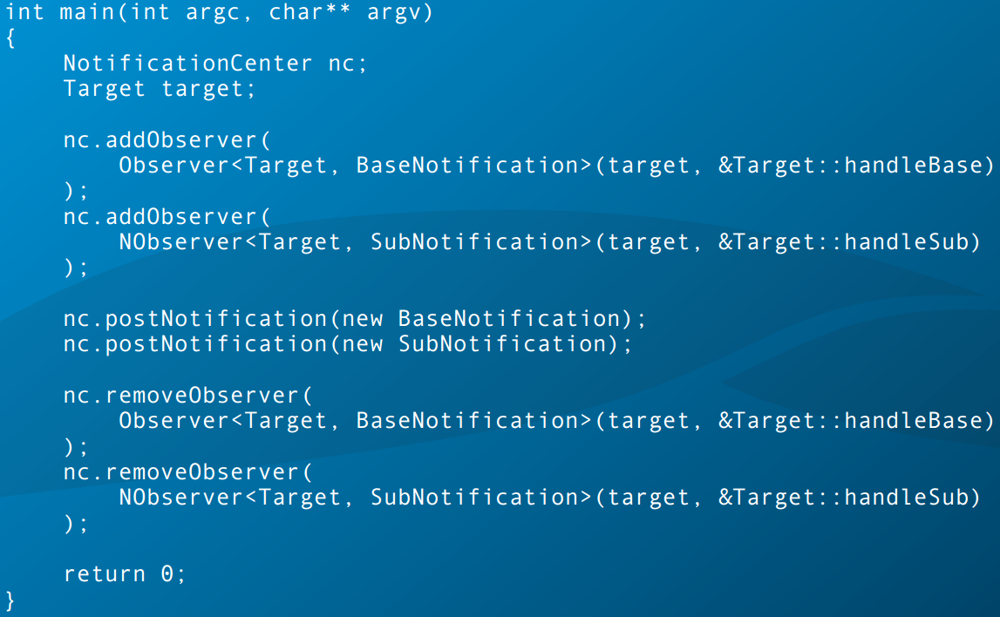 int main(int argc, char** argv)
{
    NotificationCenter nc;
    Target target;

    nc.addObserver(
        Observer<Target, BaseNotification>(target, &Target::handleBase)
    );
    nc.addObserver(
        NObserver<Target, SubNotification>(target, &Target::handleSub)
    );

    nc.postNotification(new BaseNotification);
    nc.postNotification(new SubNotification);

    nc.removeObserver(
        Observer<Target, BaseNotification>(target, &Target::handleBase)
    );
    nc.removeObserver(
        NObserver<Target, SubNotification>(target, &Target::handleSub)
    );

    return 0;
}